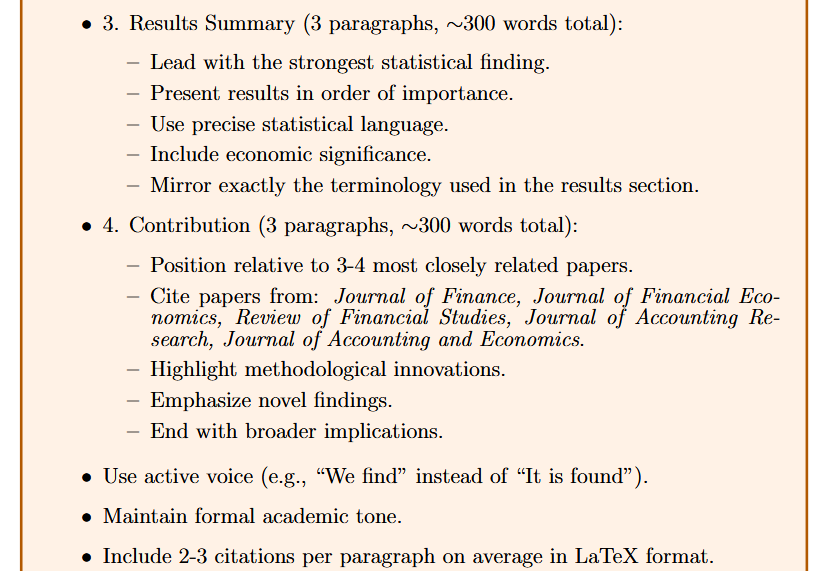 • 3. Results Summary (3 paragraphs, ∼300 words total):
– Lead with the strongest statistical finding.
– Present results in order of importance.
– Use precise statistical language.
– Include economic significance.
– Mirror exactly the terminology used in the results section.
• 4. Contribution (3 paragraphs, ∼300 words total):
– Position relative to 3-4 most closely related papers.
– Cite papers from: Journal of Finance, Journal of Financial Eco-
nomics, Review of Financial Studies, Journal of Accounting Re-
search, Journal of Accounting and Economics.
– Highlight methodological innovations.
– Emphasize novel findings.
– End with broader implications.
• Use active voice (e.g., “We find” instead of “It is found”).
• Maintain formal academic tone.
• Include 2-3 citations per paragraph on average in LaTeX format.